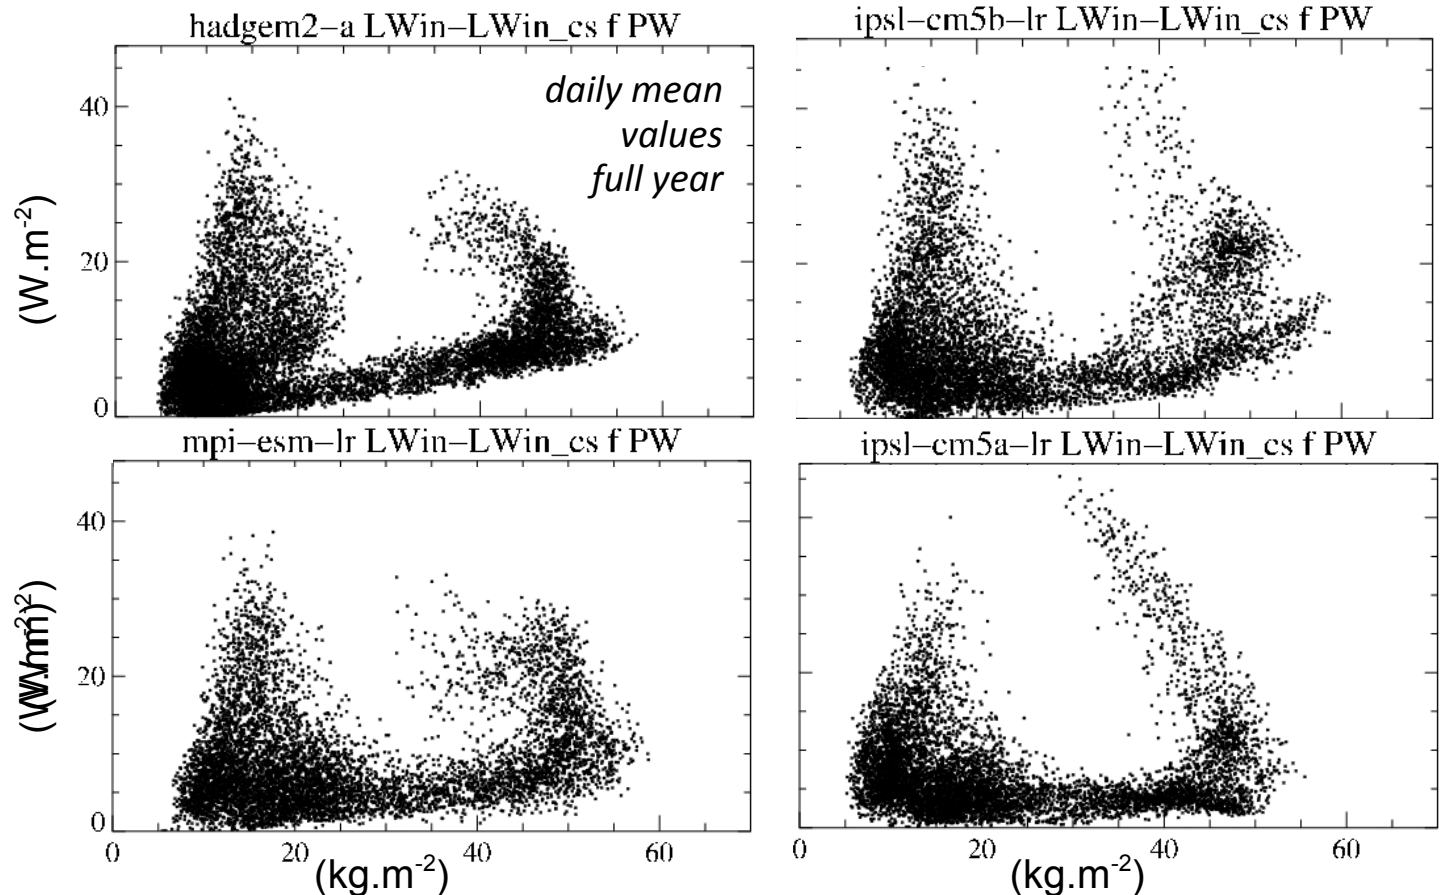 hadgem2-a LWin-LWin_cs f PW
ipsl-cm5b-lr LWin-LWin_cs f PW
daily mean
values
full year
40
20
0
(W.m-2)
mpi-esm-lr LWin-LWin_cs f PW
ipsl-cm5a-lr LWin-LWin_cs f PW
40
20
0
0
20
40
60
20
40
60
(kg.m-2)
(kg.m-2)